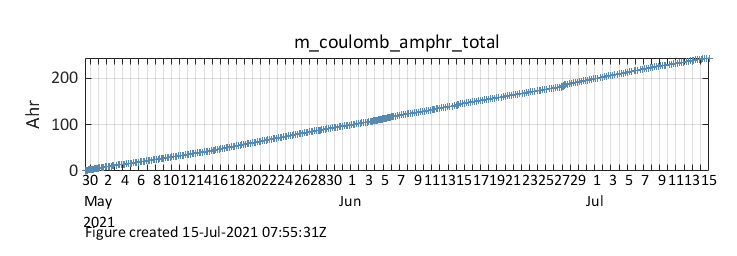 m_coulomb_amphr_total
200
100
0
Ahr
30 2 4 6 8 10 12 14 16 18 20 22 24 26 28 30 1 3 5 7 9 11 13 15 17 19 21 23 25 27 29 1 3 5 7 9 11 13 15
May Jun Jul
2021
Figure created 15-Jul-2021 07:55:31Z